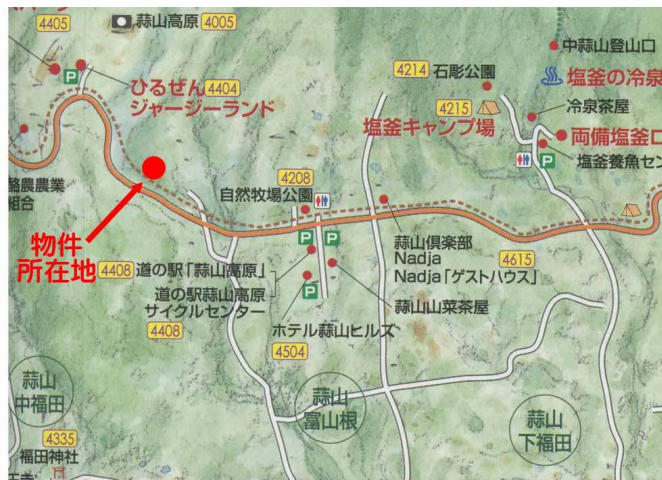 4405
蒜山高原 4005
中蒜山登山口
P
ひるぜん 4404
ジャージーランド
4214 石彫公園
塩釜の冷泉
4215
塩釜キャンプ場
冷泉茶屋
両備塩釜ロ
P
塩釜養魚セン
酪農農業
組合
4208
自然牧場公園
物件
所在地
P
P
蒜山倶楽部
Nadja 4615
Nadja「ゲストハウス」
4408 道の駅「蒜山高原」
道の駅蒜山高原
サイクルセンター
4408
P
蒜山山菜茶屋
ホテル蒜山ヒルズ
4504
蒜山
中福田
蒜山
富山根
蒜山
下福田
4335
福田神社